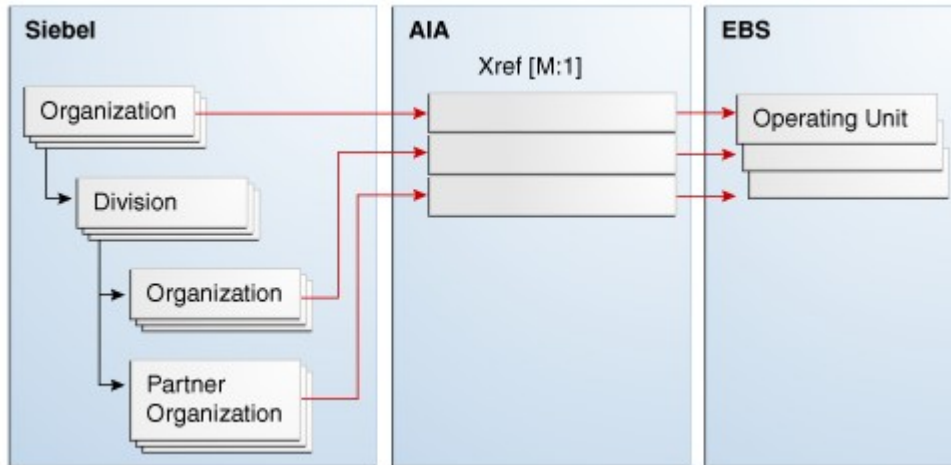 Siebel
AIA
EBS
Xref [M:1]
Organization
Operating Unit
Division
Organization
Partner
Organization